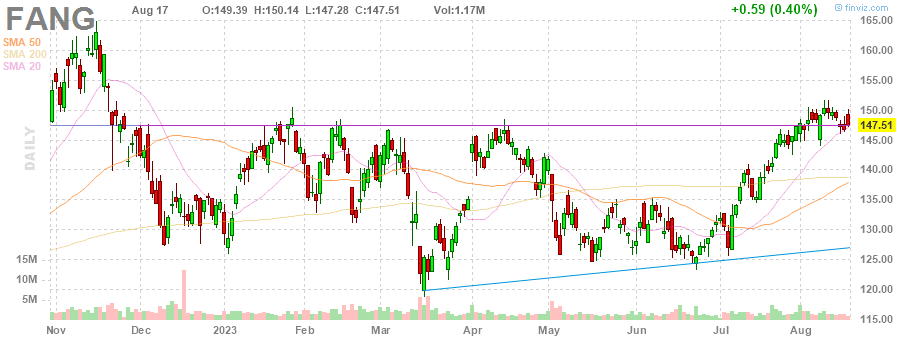 FANG
Aug 17 O:149.39 H:150.14 L:147.28 C:147.51 Vol:1.17M +0.59 (0.40%)
finviz.com
SMA 50
SMA 200
SMA 20
DAILY
165.00
160.00
155.00
150.00
147.51
145.00
140.00
135.00
130.00
125.00
120.00
115.00
15M
10M
5M
Nov Dec 2023 Feb Mar Apr May Jun Jul Aug